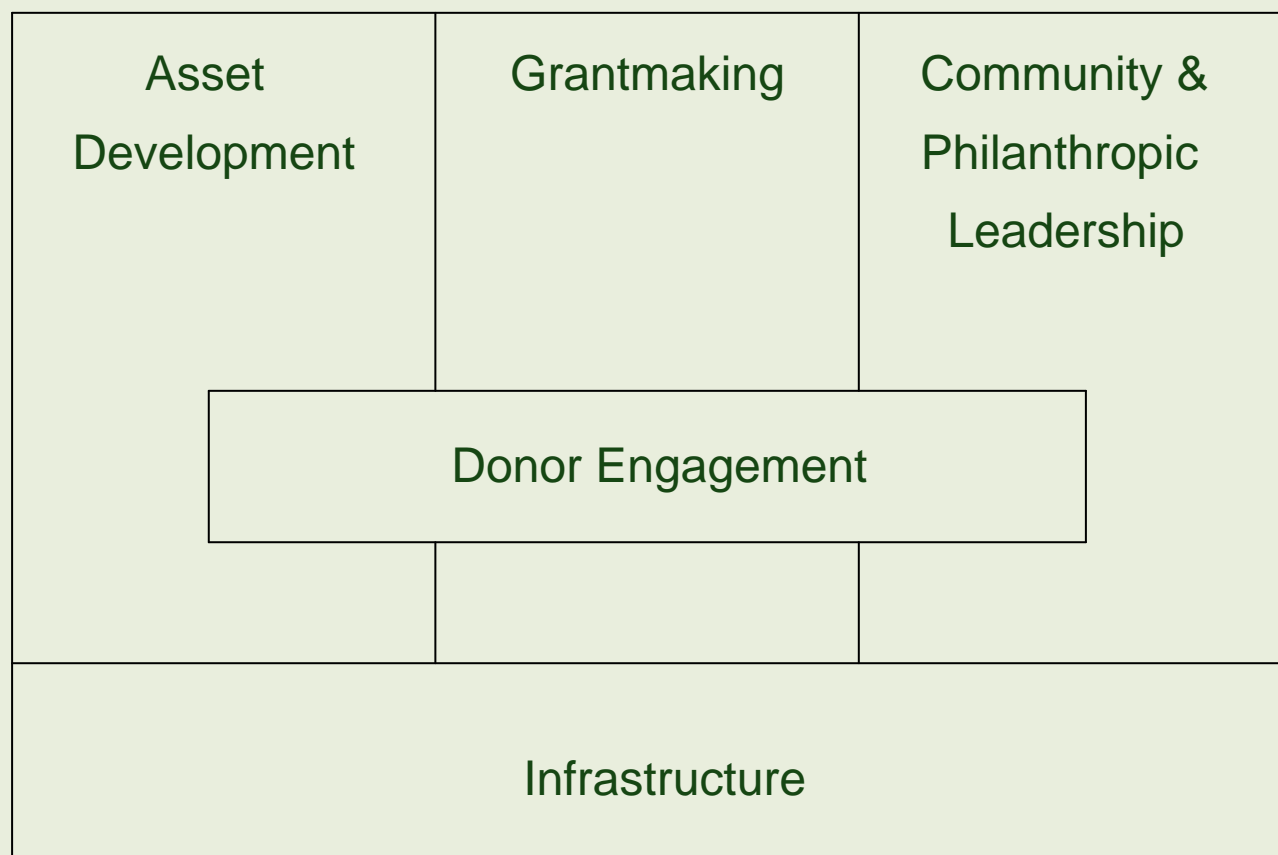 Asset
Development
Grantmaking
Community &
Philanthropic
Leadership
Donor Engagement
Infrastructure